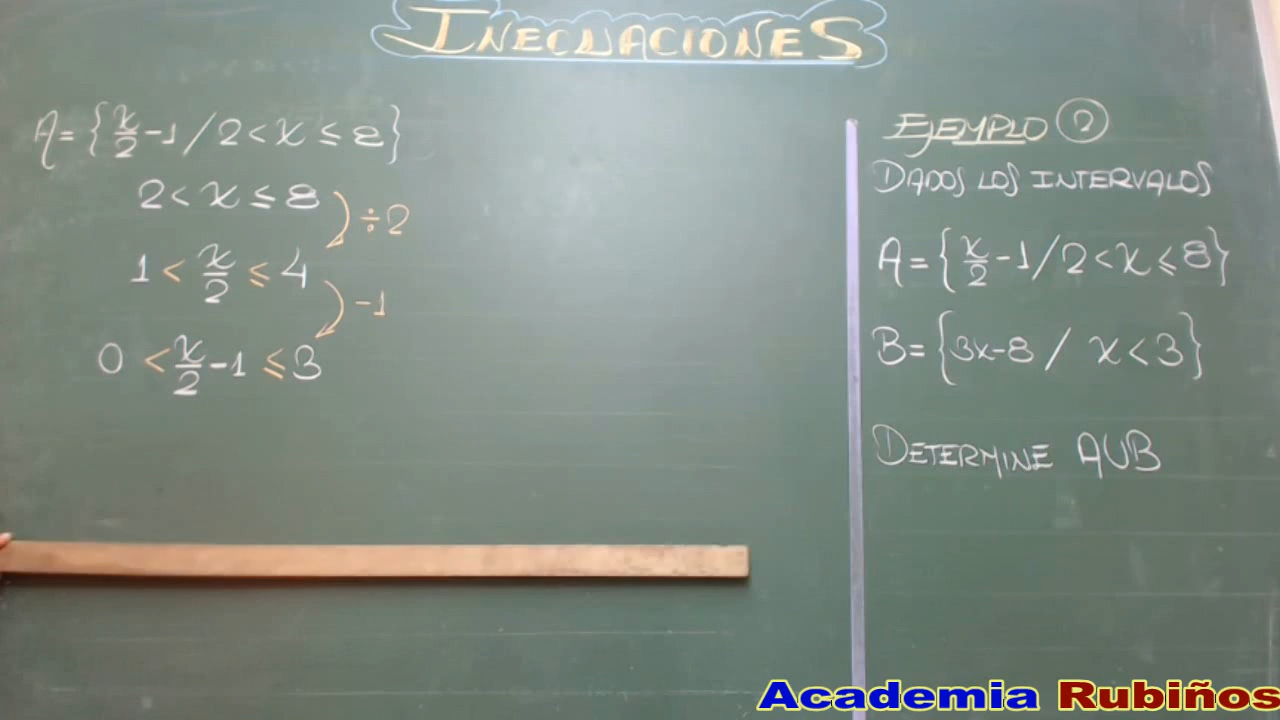 INECUACIONES
A = {x/2 - 1 / 2 < x ≤ 8}
2 < x ≤ 8
÷2
1 < x/2 ≤ 4
-1
0 < x/2 - 1 ≤ 3
EJEMPLO 2
DADOS LOS INTERVALOS
A = {x/2 - 1 / 2 < x ≤ 8}
B = {3x - 8 / x < 3}
DETERMINE AUB
Academia Rubiños